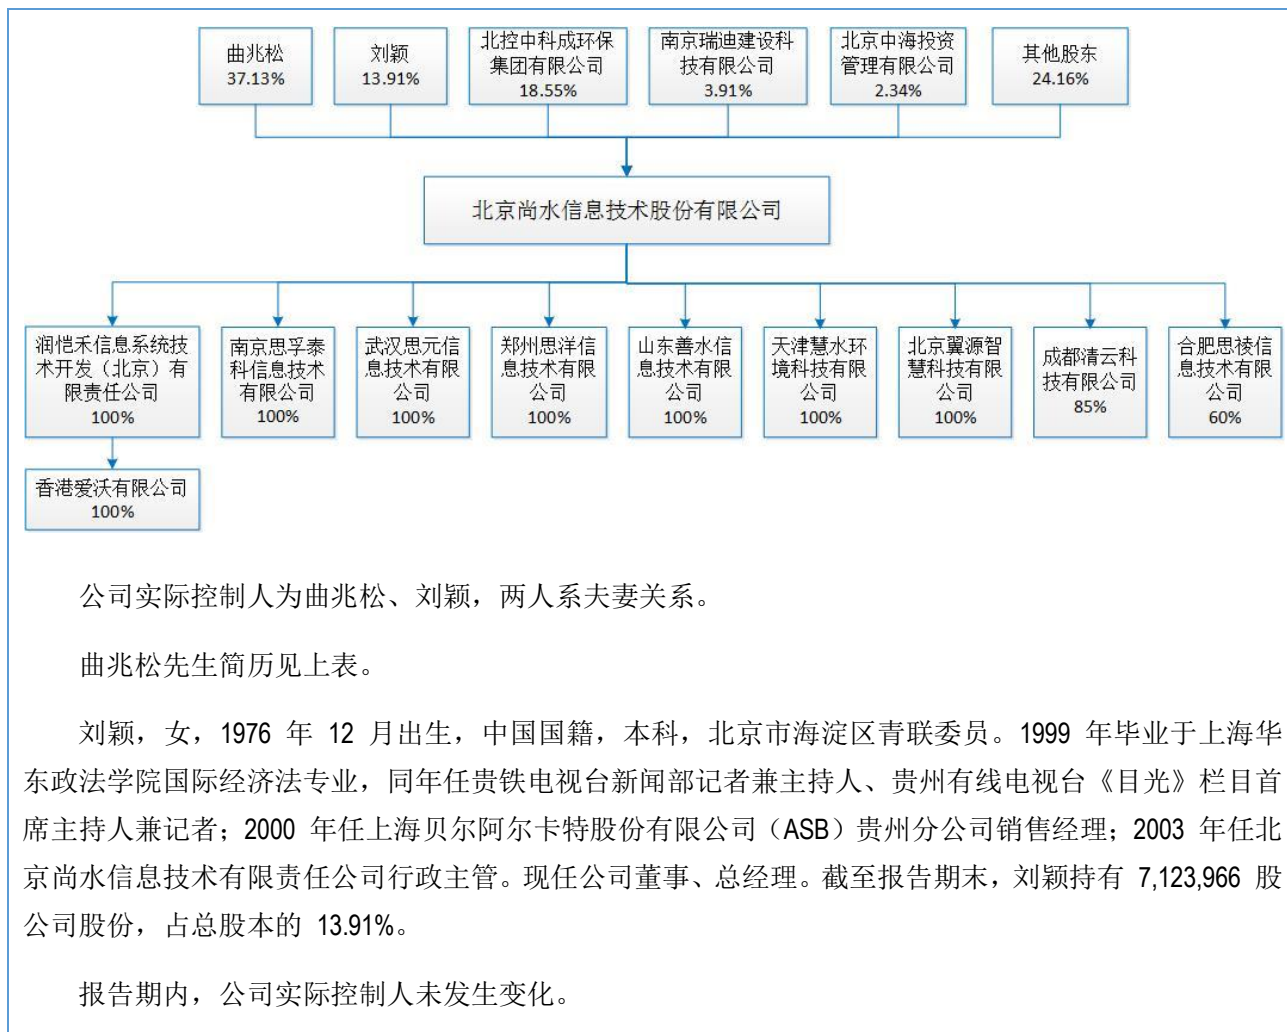 曲兆松
37.13%
刘颖
13.91%
北控中科成环保
集团有限公司
18.55%
南京瑞迪建设科
技有限公司
3.91%
北京中海投资
管理有限公司
2.34%
其他股东
24.16%
北京尚水信息技术股份有限公司
润恺禾信息系统技
术开发（北京）有
限责任公司
100%
南京思孚泰
科信息技术
有限公司
100%
武汉思元信
息技术有限
公司
100%
郑州思洋信
息技术有限
公司
100%
山东善水信
息技术有限
公司
100%
天津慧水环
境科技有限
公司
100%
北京翼源智
慧科技有限
公司
100%
成都清云科
技有限公司
85%
合肥思祾信
息技术有限
公司
60%
香港爱沃有限公司
100%
公司实际控制人为曲兆松、刘颖，两人系夫妻关系。
曲兆松先生简历见上表。
刘颖，女，1976 年 12 月出生，中国国籍，本科，北京市海淀区青联委员。1999 年毕业于上海华
东政法学院国际经济法专业，同年任贵铁电视台新闻部记者兼主持人、贵州有线电视台《目光》栏目首
席主持人兼记者；2000 年任上海贝尔阿尔卡特股份有限公司（ASB）贵州分公司销售经理；2003 年任北
京尚水信息技术有限责任公司行政主管。现任公司董事、总经理。截至报告期末，刘颖持有 7,123,966 股
公司股份，占总股本的 13.91%。
报告期内，公司实际控制人未发生变化。